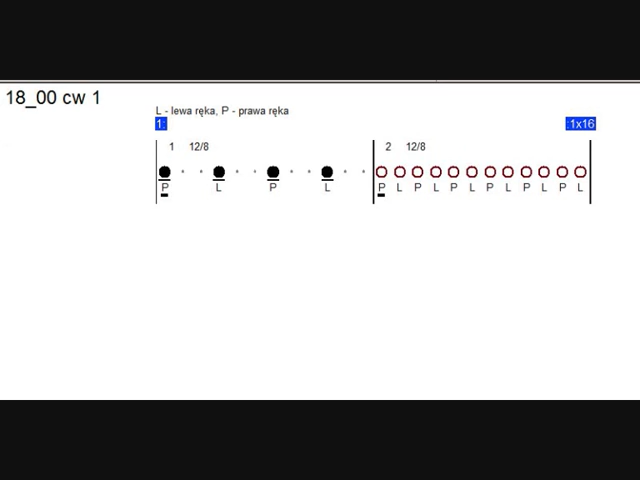 18_00 cw 1
L - lewa ręka, P - prawa ręka
1: :1x16
1 12/8 2 12/8
P L P L P L P L P L P L P L P L